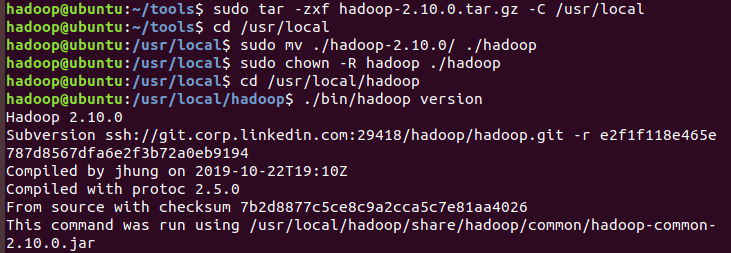 hadoop@ubuntu:~/tools$ sudo tar -zxf hadoop-2.10.0.tar.gz -C /usr/local
hadoop@ubuntu:~/tools$ cd /usr/local
hadoop@ubuntu:/usr/local$ sudo mv ./hadoop-2.10.0/ ./hadoop
hadoop@ubuntu:/usr/local$ sudo chown -R hadoop ./hadoop
hadoop@ubuntu:/usr/local$ cd /usr/local/hadoop
hadoop@ubuntu:/usr/local/hadoop$ ./bin/hadoop version
Hadoop 2.10.0
Subversion ssh://git.corp.linkedin.com:29418/hadoop/hadoop.git -r e2f1f118e465e
787d8567dfa6e2f3b72a0eb9194
Compiled by jhung on 2019-10-22T19:10Z
Compiled with protoc 2.5.0
From source with checksum 7b2d8877c5ce8c9a2cca5c7e81aa4026
This command was run using /usr/local/hadoop/share/hadoop/common/hadoop-common-
2.10.0.jar